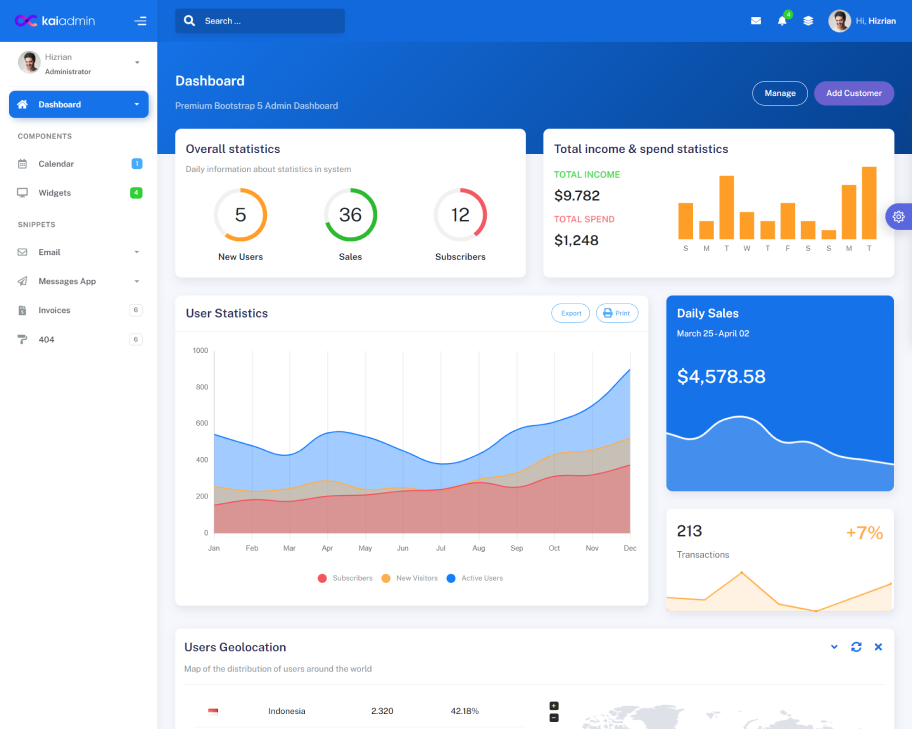 kaiadmin
Search ...
4
Hi, Hizrian
Hizrian
Administrator
Dashboard
COMPONENTS
Calendar 1
Widgets 4
SNIPPETS
Email
Messages App
Invoices 6
404 6
Dashboard
Premium Bootstrap 5 Admin Dashboard
Manage
Add Customer
Overall statistics
Daily information about statistics in system
5
36
12
New Users
Sales
Subscribers
Total income & spend statistics
TOTAL INCOME
$9.782
TOTAL SPEND
$1,248
S M T W T F S S M T
User Statistics
Export
Print
1000
800
600
400
200
0
Jan Feb Mar Apr May Jun Jul Aug Sep Oct Nov Dec
Subscribers New Visitors Active Users
Daily Sales
March 25 - April 02
$4,578.58
213
+7%
Transactions
Users Geolocation
Map of the distribution of users around the world
Indonesia 2.320 42.18%
+
−